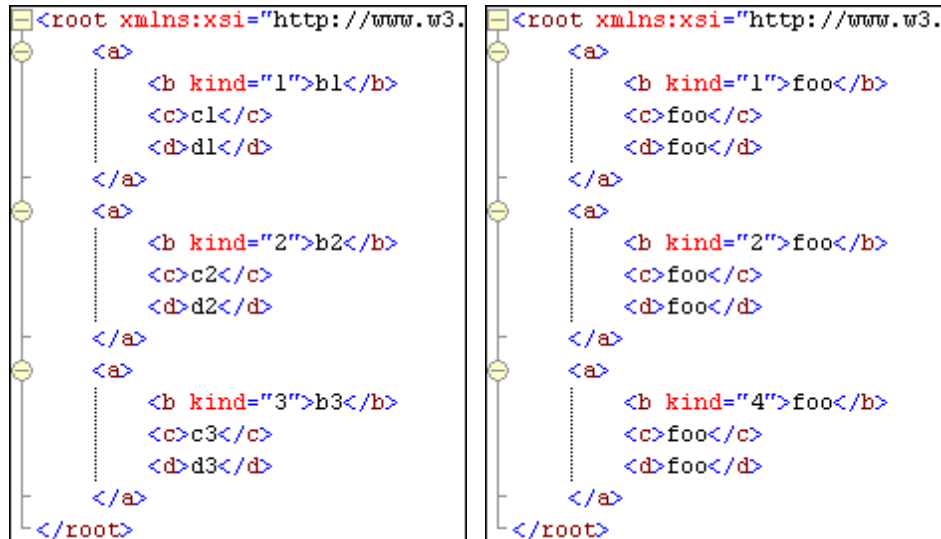 <root xmlns:xsi="http://www.w3.
<a>
<b kind="1">b1</b>
<c>c1</c>
<d>d1</d>
</a>
<a>
<b kind="2">b2</b>
<c>c2</c>
<d>d2</d>
</a>
<a>
<b kind="3">b3</b>
<c>c3</c>
<d>d3</d>
</a>
</root>
<root xmlns:xsi="http://www.w3.
<a>
<b kind="1">foo</b>
<c>foo</c>
<d>foo</d>
</a>
<a>
<b kind="2">foo</b>
<c>foo</c>
<d>foo</d>
</a>
<a>
<b kind="4">foo</b>
<c>foo</c>
<d>foo</d>
</a>
</root>